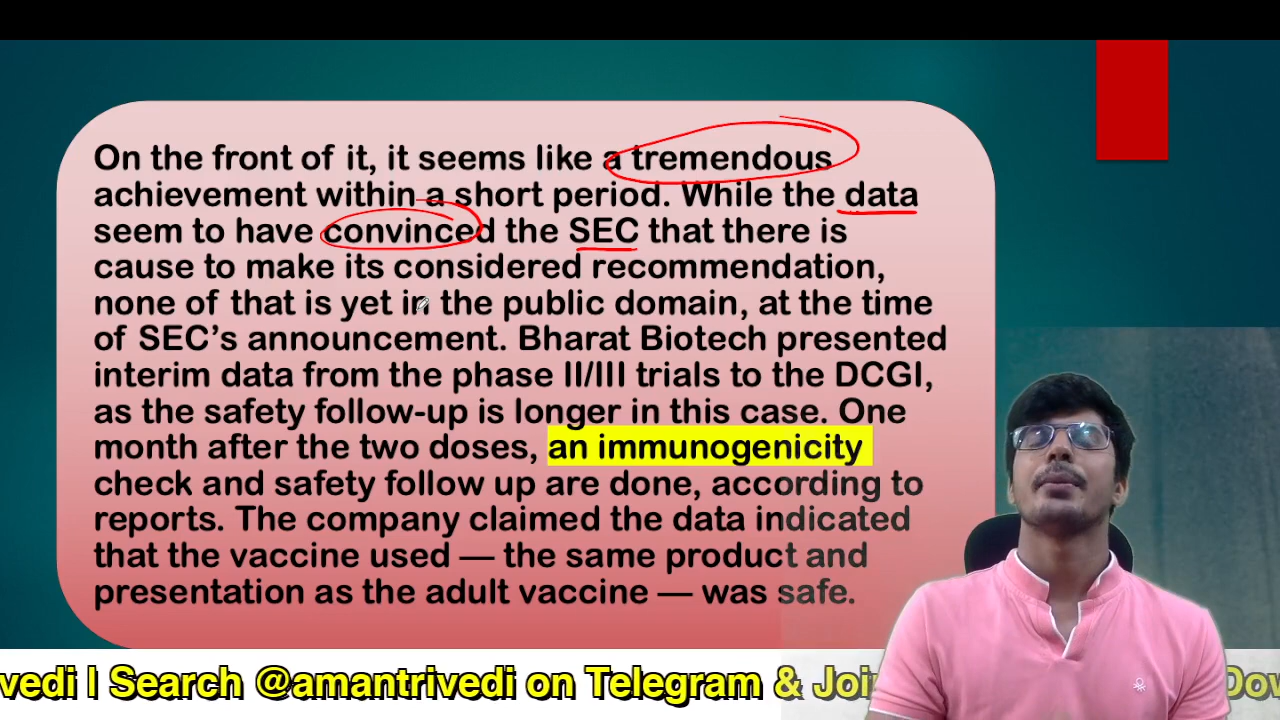 On the front of it, it seems like a tremendous
achievement within a short period. While the data
seem to have convinced the SEC that there is
cause to make its considered recommendation,
none of that is yet in the public domain, at the time
of SEC’s announcement. Bharat Biotech presented
interim data from the phase II/III trials to the DCGI,
as the safety follow-up is longer in this case. One
month after the two doses, an immunogenicity
check and safety follow up are done, according to
reports. The company claimed the data indicated
that the vaccine used — the same product and
presentation as the adult vaccine — was safe.
vedi I Search @amantrivedi on Telegram & Joi Dow